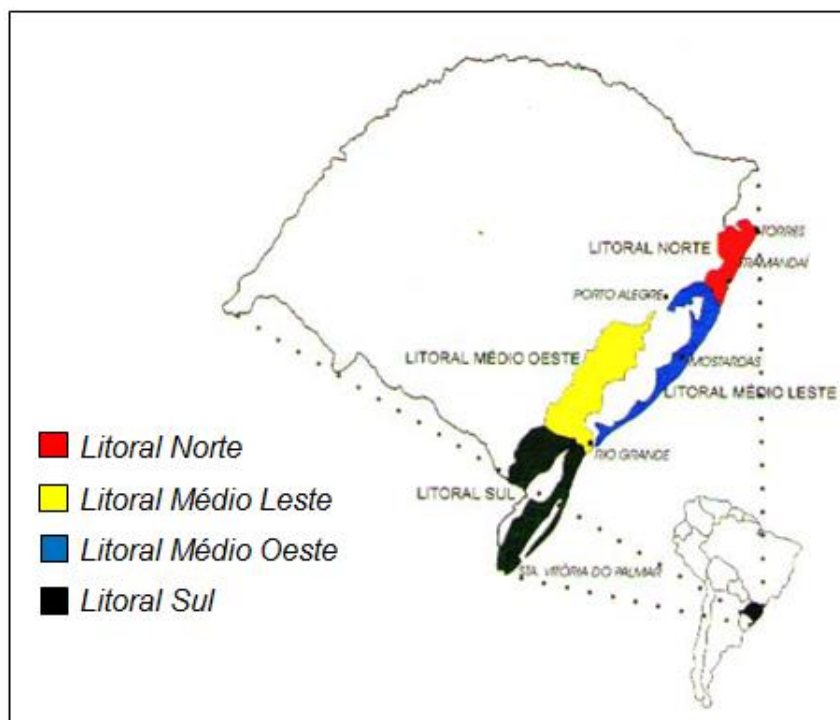 TORRES
LITORAL NORTE
TRAMANDAÍ
PORTO ALEGRE
LITORAL MÉDIO OESTE
MOSTARDAS
LITORAL MÉDIO LESTE
Litoral Norte
RIO GRANDE
Litoral Médio Leste
LITORAL SUL
Litoral Médio Oeste
STA. VITÓRIA DO PALMAR
Litoral Sul